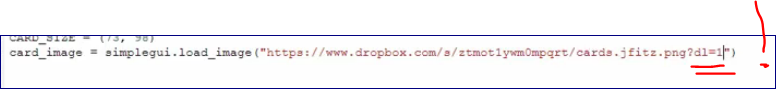 CARD_SIZE = (73, 98)
card_image = simplegui.load_image("https://www.dropbox.com/s/ztmot1ywm0mpqrt/cards.jfitz.png?dl=1")
!